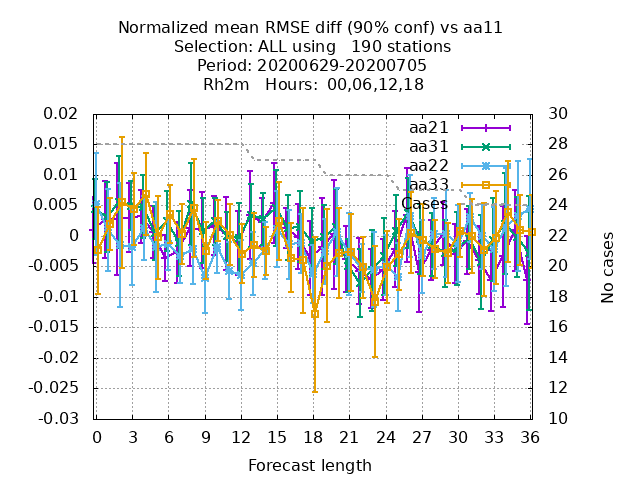 Normalized mean RMSE diff (90% conf) vs aa11
Selection: ALL using   190 stations
Period: 20200629-20200705
Rh2m   Hours:  00,06,12,18
0.02
0.015
0.01
0.005
0
-0.005
-0.01
-0.015
-0.02
-0.025
-0.03
30
28
26
24
22
20
18
16
14
12
10
No cases
aa21
aa31
aa22
aa33
Cases
0 3 6 9 12 15 18 21 24 27 30 33 36
Forecast length